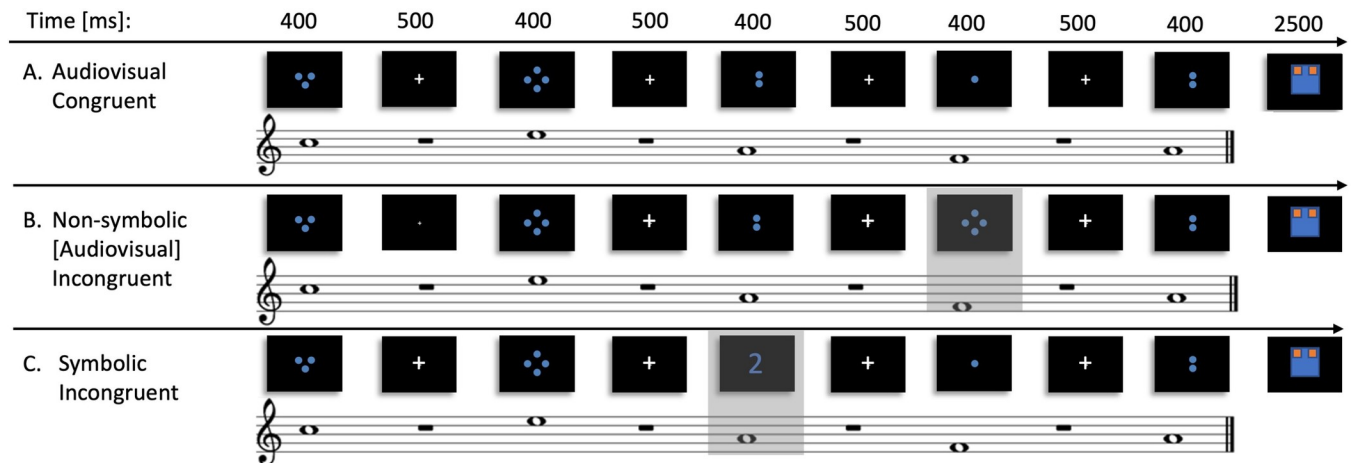 Time [ms]: 400 500 400 500 400 500 400 500 400 2500
A. Audiovisual
Congruent
B. Non-symbolic
[Audiovisual]
Incongruent
C. Symbolic
Incongruent
2